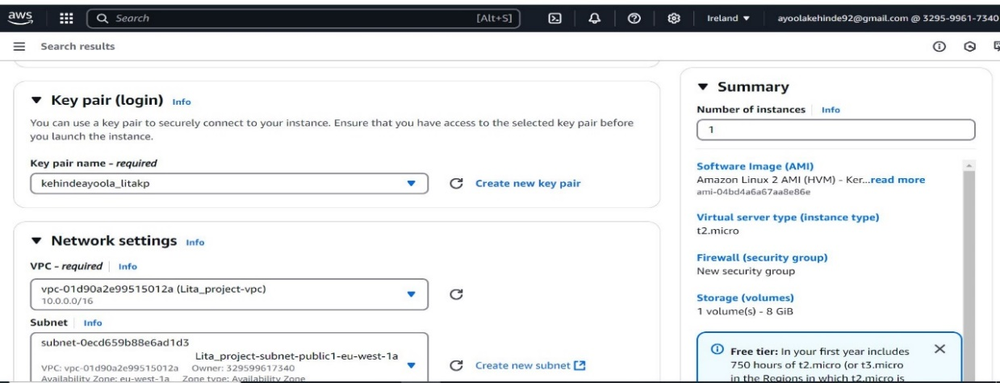 aws
Search
[Alt+S]
Ireland
ayoolakehinde92@gmail.com @ 3295-9961-7340
Search results
Key pair (login) Info
You can use a key pair to securely connect to your instance. Ensure that you have access to the selected key pair before
you launch the instance.
Key pair name - required
kehindeayoola_litakp
Create new key pair
Network settings Info
VPC - required Info
vpc-01d90a2e99515012a (Lita_project-vpc)
10.0.0.0/16
Subnet Info
subnet-0ecd659b88e6ad1d3
Lita_project-subnet-public1-eu-west-1a
VPC: vpc-01d90a2e99515012a Owner: 329599617340
Availability Zone: eu-west-1a Zone type: Availability Zone
Create new subnet
Summary
Number of instances Info
1
Software Image (AMI)
Amazon Linux 2 AMI (HVM) - Ker...read more
ami-04bd4a6a67aa8e86e
Virtual server type (instance type)
t2.micro
Firewall (security group)
New security group
Storage (volumes)
1 volume(s) - 8 GiB
Free tier: In your first year includes
750 hours of t2.micro (or t3.micro
in the Regions in which t2.micro is